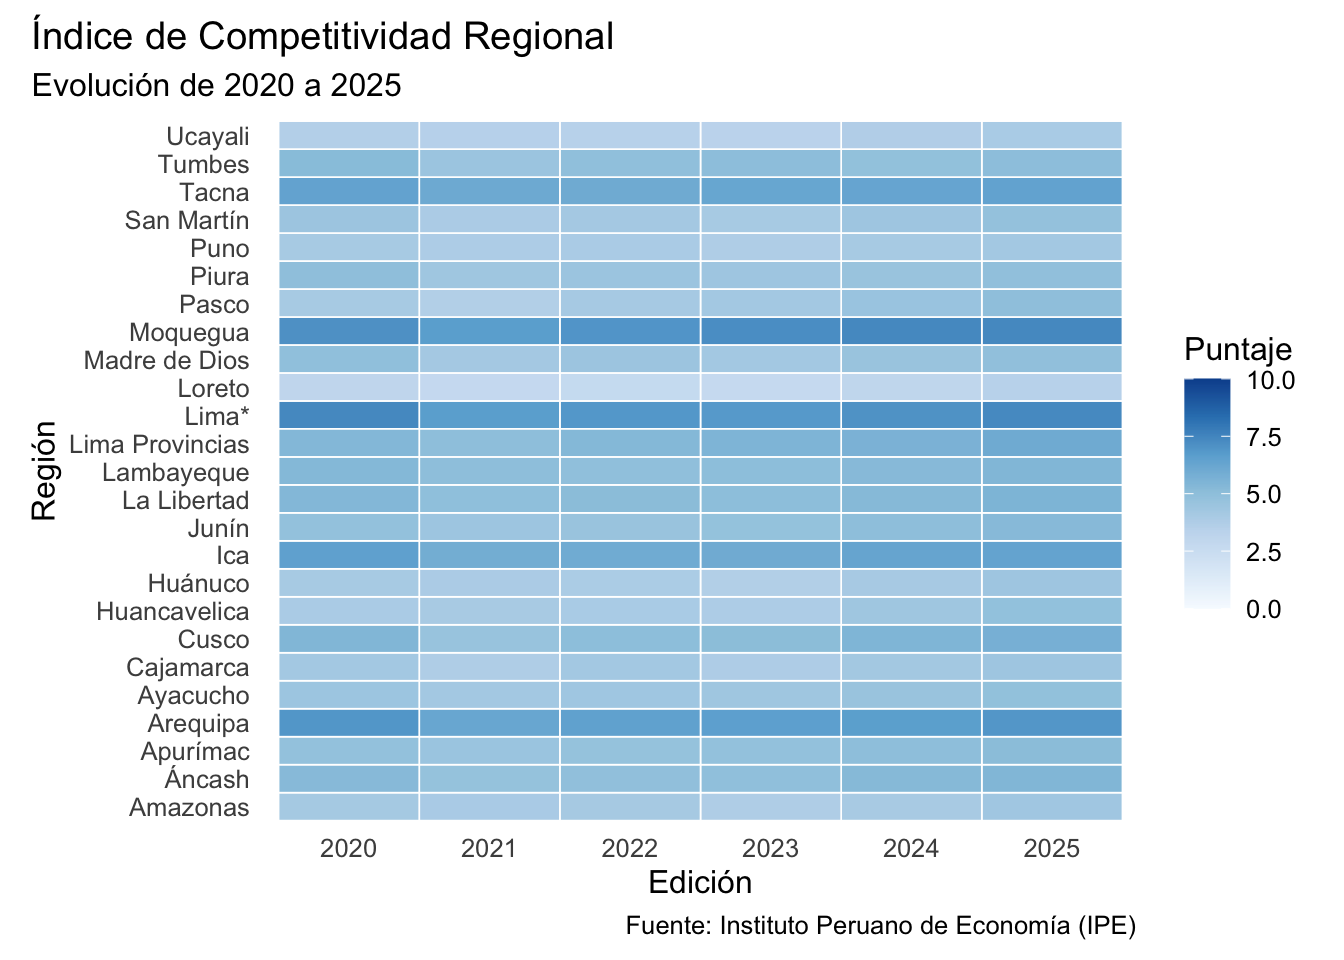 Índice de Competitividad Regional
Evolución de 2020 a 2025
Región
Ucayali
Tumbes
Tacna
San Martín
Puno
Piura
Pasco
Moquegua
Madre de Dios
Loreto
Lima*
Lima Provincias
Lambayeque
La Libertad
Junín
Ica
Huánuco
Huancavelica
Cusco
Cajamarca
Ayacucho
Arequipa
Apurímac
Áncash
Amazonas
2020 2021 2022 2023 2024 2025
Edición
Puntaje
10.0
7.5
5.0
2.5
0.0
Fuente: Instituto Peruano de Economía (IPE)